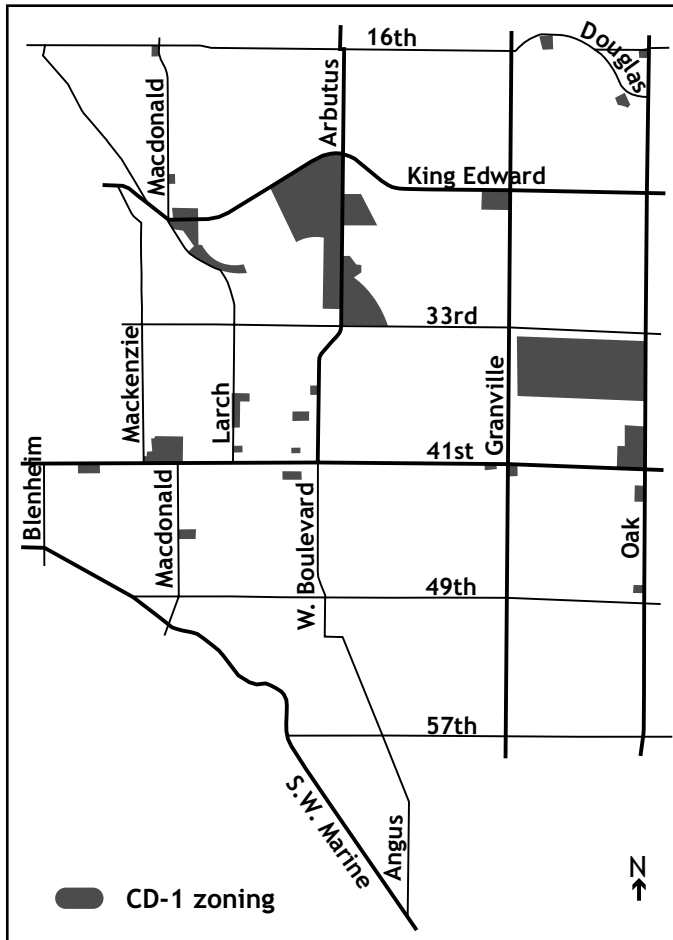 16th
Douglas
Macdonald
Arbutus
King Edward
33rd
Mackenzie
Larch
Granville
41st
Blenheim
Macdonald
W. Boulevard
Oak
49th
57th
S.W. Marine
Angus
N
CD-1 zoning